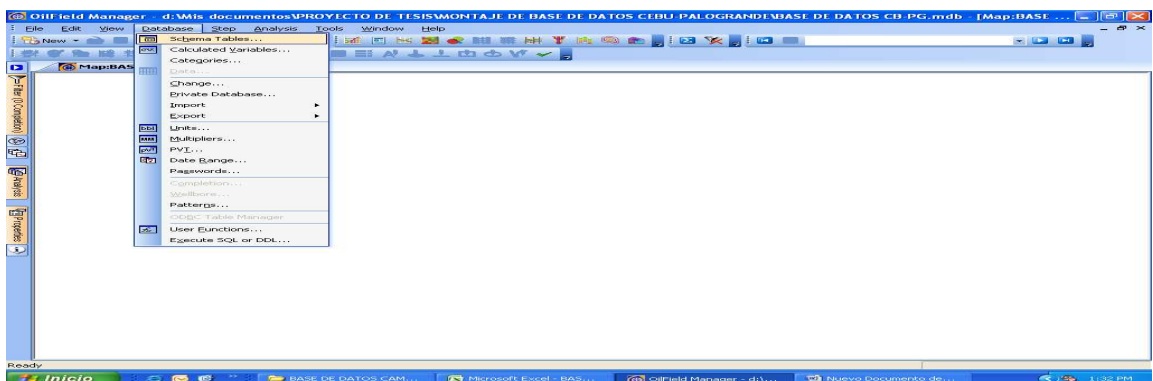 OilField Manager - d:\Mis documentos\PROYECTO DE TESIS\MONTAJE DE BASE DE DATOS CEBU-PALOGRANDE\BASE DE DATOS CB-PG.mdb - [Map:BASE ...
File Edit View Database Step Analysis Tools Window Help
New
Map:BAS
Schema Tables...
Calculated Variables...
Categories...
Data...
Change...
Private Database...
Import
Export
Units...
Multipliers...
PVT...
Date Range...
Passwords...
Completion...
Wellbore...
Patterns...
ODBC Table Manager
User Functions...
Execute SQL or DDL...
Filter (0 Completion)
Analysis
Properties
Ready
Inicio
BASE DE DATOS CAM...
Microsoft Excel - BAS...
OilField Manager - d:\...
Nuevo Documento de...
1:32 PM